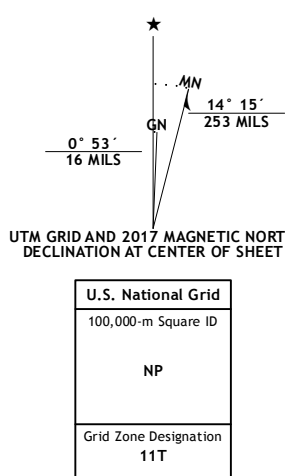 ★
MN
GN
14° 15´
253 MILS
0° 53´
16 MILS
UTM GRID AND 2017 MAGNETIC NORT
DECLINATION AT CENTER OF SHEET
U.S. National Grid
100,000-m Square ID
NP
Grid Zone Designation
11T